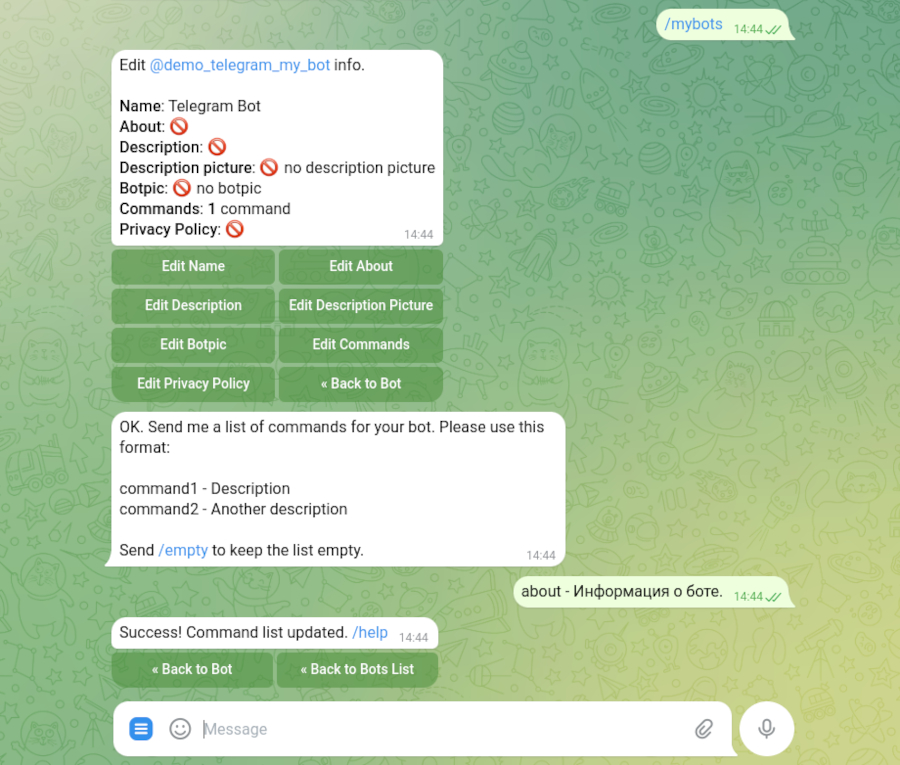 /mybots 14:44
Edit @demo_telegram_my_bot info.
Name: Telegram Bot
About: 🚫
Description: 🚫
Description picture: 🚫 no description picture
Botpic: 🚫 no botpic
Commands: 1 command
Privacy Policy: 🚫 14:44
Edit Name Edit About
Edit Description Edit Description Picture
Edit Botpic Edit Commands
Edit Privacy Policy « Back to Bot
OK. Send me a list of commands for your bot. Please use this
format:
command1 - Description
command2 - Another description
Send /empty to keep the list empty. 14:44
about - Информация о боте. 14:44
Success! Command list updated. /help 14:44
« Back to Bot « Back to Bots List
Message